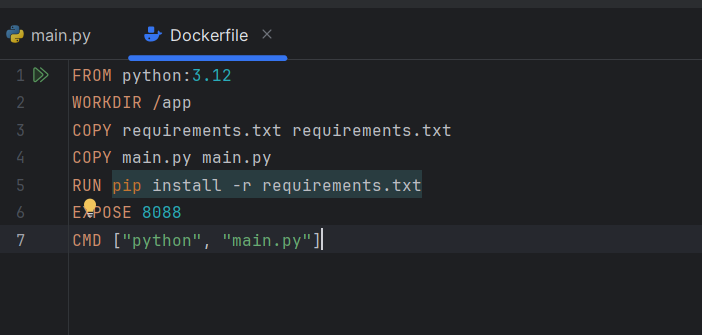 main.py Dockerfile
1 FROM python:3.12
2 WORKDIR /app
3 COPY requirements.txt requirements.txt
4 COPY main.py main.py
5 RUN pip install -r requirements.txt
6 EXPOSE 8088
7 CMD ["python", "main.py"]